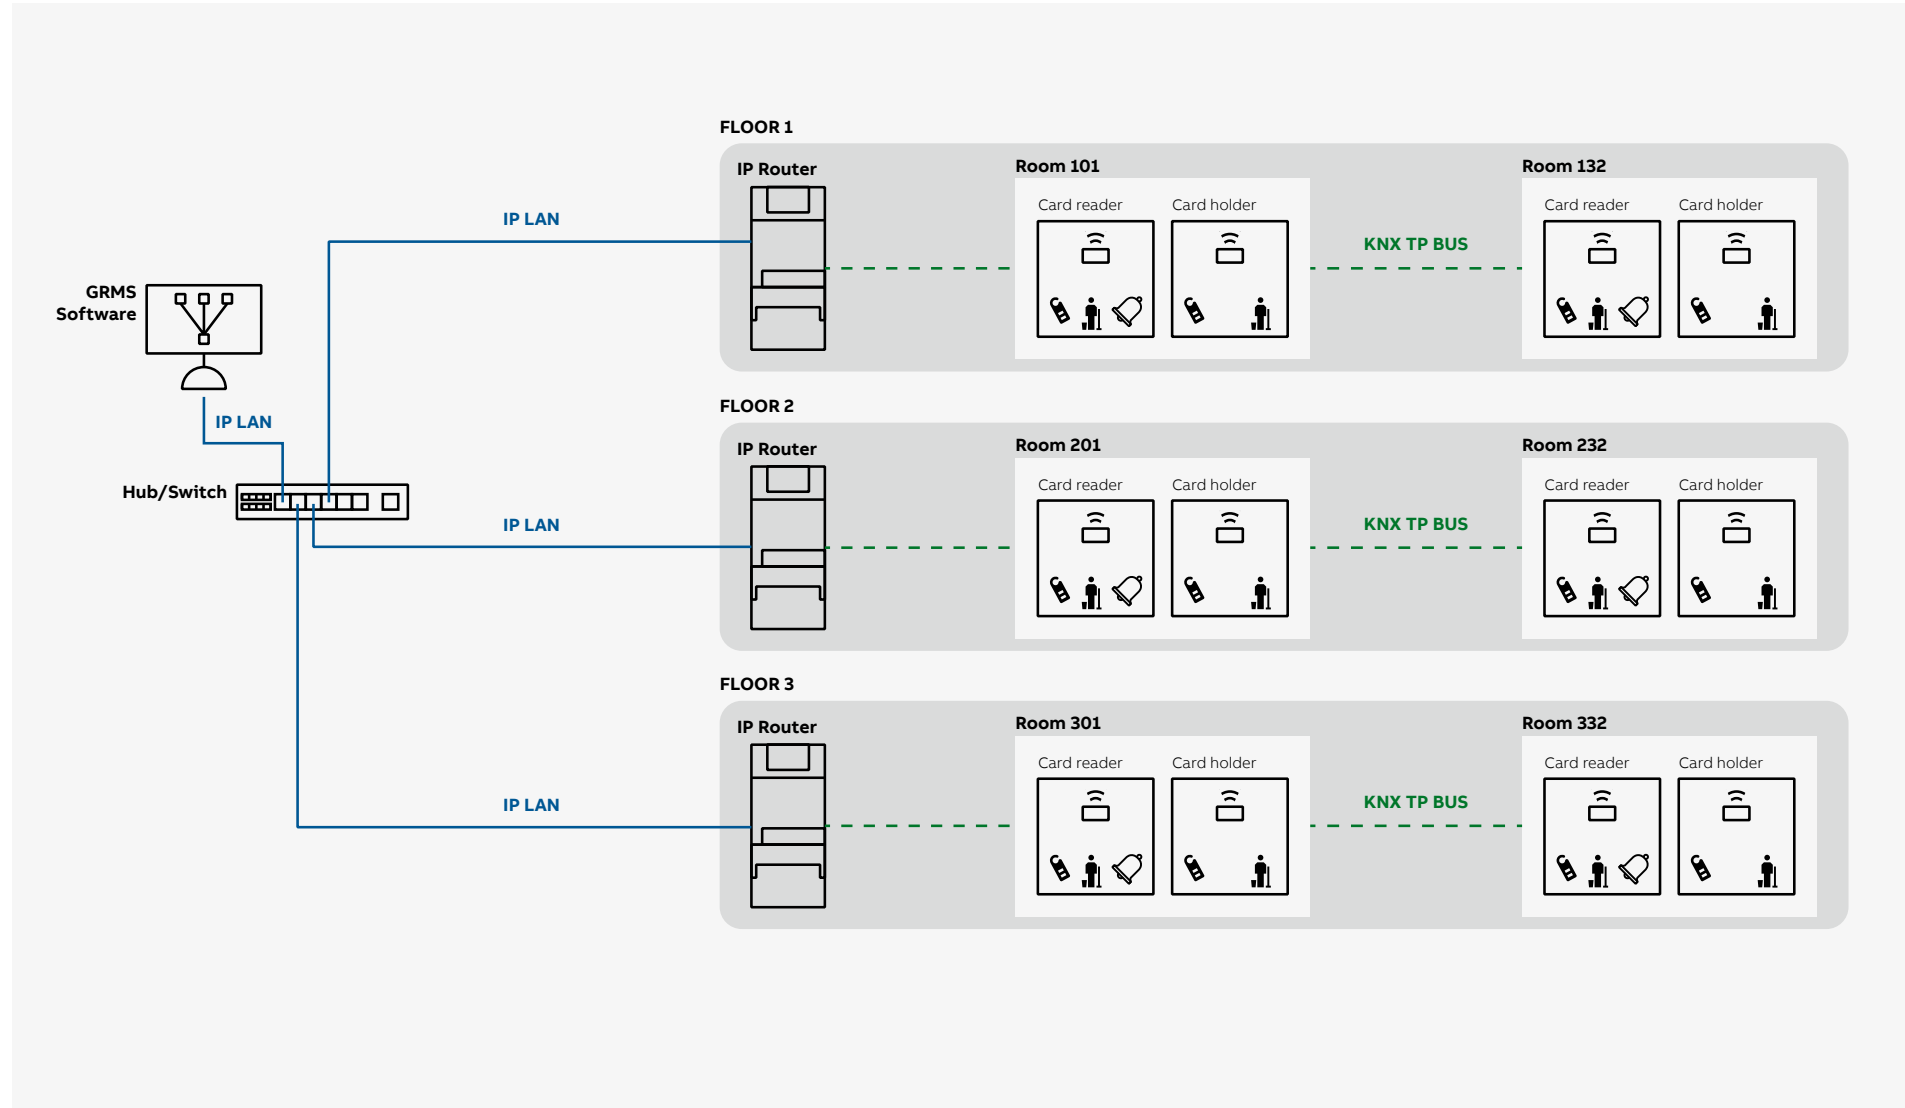 GRMS
Software
IP LAN
Hub/Switch
IP LAN
IP LAN
IP LAN
FLOOR 1
IP Router
Room 101
Card reader
Card holder
KNX TP BUS
Room 132
Card reader
Card holder
FLOOR 2
IP Router
Room 201
Card reader
Card holder
KNX TP BUS
Room 232
Card reader
Card holder
FLOOR 3
IP Router
Room 301
Card reader
Card holder
KNX TP BUS
Room 332
Card reader
Card holder